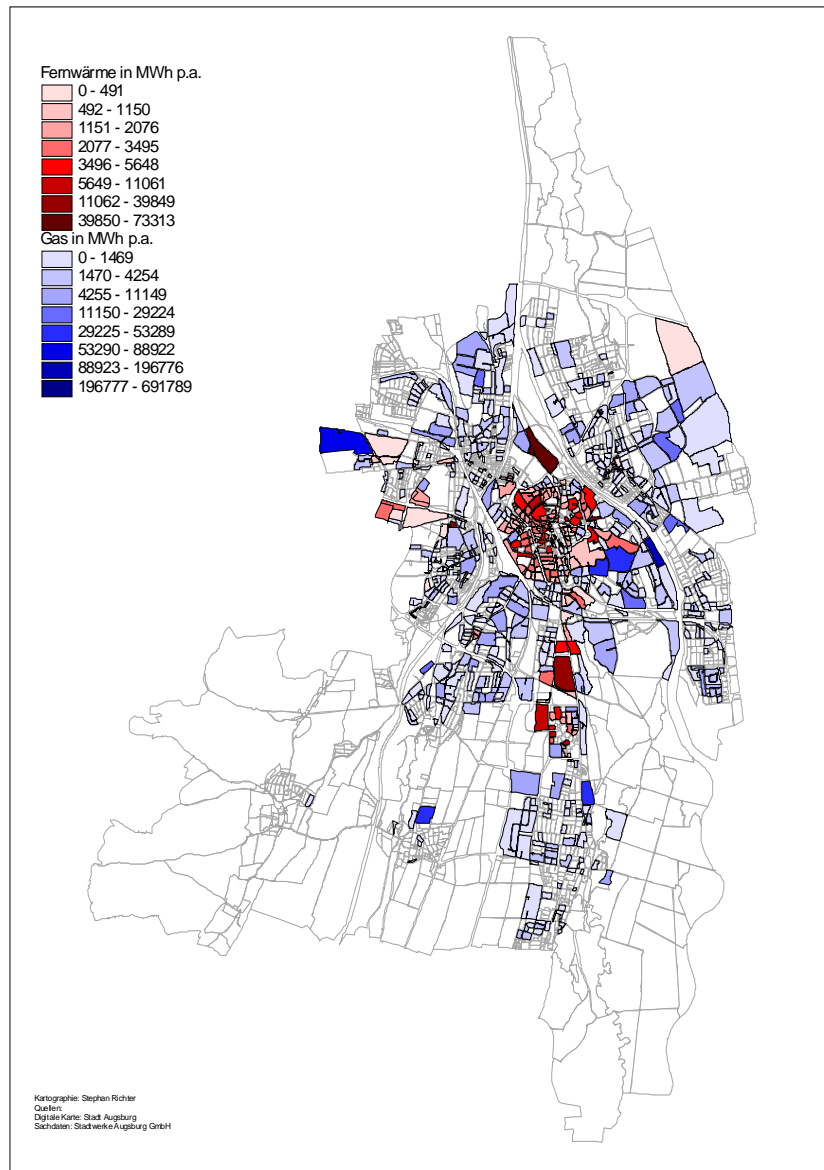 Fernwärme in MWh p.a.
0 - 491
492 - 1150
1151 - 2076
2077 - 3495
3496 - 5648
5649 - 11061
11062 - 39849
39850 - 73313
Gas in MWh p.a.
0 - 1469
1470 - 4254
4255 - 11149
11150 - 29224
29225 - 53289
53290 - 88922
88923 - 196776
196777 - 691789
Kartographie: Stephan Richter
Quellen:
Digitale Karte: Stadt Augsburg
Sachdaten: Stadtwerke Augsburg GmbH